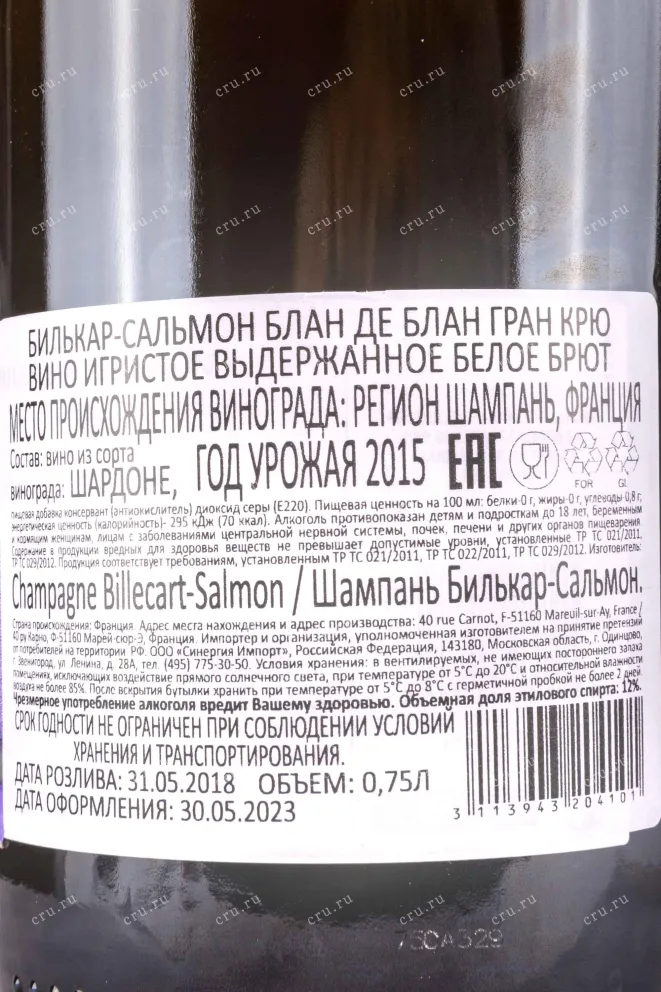 БИЛЬКАР-САЛЬМОН БЛАН ДЕ БЛАН ГРАН КРЮ
ВИНО ИГРИСТОЕ ВЫДЕРЖАННОЕ БЕЛОЕ БРЮТ
МЕСТО ПРОИСХОЖДЕНИЯ ВИНОГРАДА: РЕГИОН ШАМПАНЬ, ФРАНЦИЯ
Состав: вино из сорта
винограда: ШАРДОНЕ, ГОД УРОЖАЯ 2015 EAC
FOR GL
пищевая добавка консервант (антиокислитель) диоксид серы (Е220). Пищевая ценность на 100 мл: белки-0 г, жиры-0 г, углеводы-0,8 г;
энергетическая ценность (калорийность)- 295 кДж (70 ккал). Алкоголь противопоказан детям и подросткам до 18 лет, беременным
и кормящим женщинам, лицам с заболеваниями центральной нервной системы, почек, печени и других органов пищеварения.
Содержание в продукции вредных для здоровья веществ не превышает допустимые уровни, установленные ТР ТС 021/2011,
ТР ТС 029/2012. Продукция соответствует требованиям, установленным ТР ТС 021/2011, ТР ТС 022/2011, ТР ТС 029/2012. Изготовитель:
Champagne Billecart-Salmon / Шампань Билькар-Сальмон.
Страна происхождения: Франция. Адрес места нахождения и адрес производства: 40 rue Carnot, F-51160 Mareuil-sur-Ay, France /
40 рю Карно, Ф-51160 Марей-сюр-Э, Франция. Импортер и организация, уполномоченная изготовителем на принятие претензий
от потребителей на территории РФ: ООО «Синергия Импорт», Российская Федерация, 143180, Московская область, г. Одинцово,
г. Звенигород, ул. Ленина, д. 28А, тел. (495) 775-30-50. Условия хранения: в вентилируемых, не имеющих постороннего запаха
помещениях, исключающих воздействие прямого солнечного света, при температуре от 5˚С до 20˚С и относительной влажности
воздуха не более 85%. После вскрытия бутылки хранить при температуре от 5˚С до 8˚С с герметичной пробкой не более 2 дней.
Чрезмерное употребление алкоголя вредит Вашему здоровью. Объемная доля этилового спирта: 12%.
СРОК ГОДНОСТИ НЕ ОГРАНИЧЕН ПРИ СОБЛЮДЕНИИ УСЛОВИЙ
ХРАНЕНИЯ И ТРАНСПОРТИРОВАНИЯ.
ДАТА РОЗЛИВА: 31.05.2018 ОБЪЕМ: 0,75Л
ДАТА ОФОРМЛЕНИЯ: 30.05.2023
3 113943 204101
cru.ru